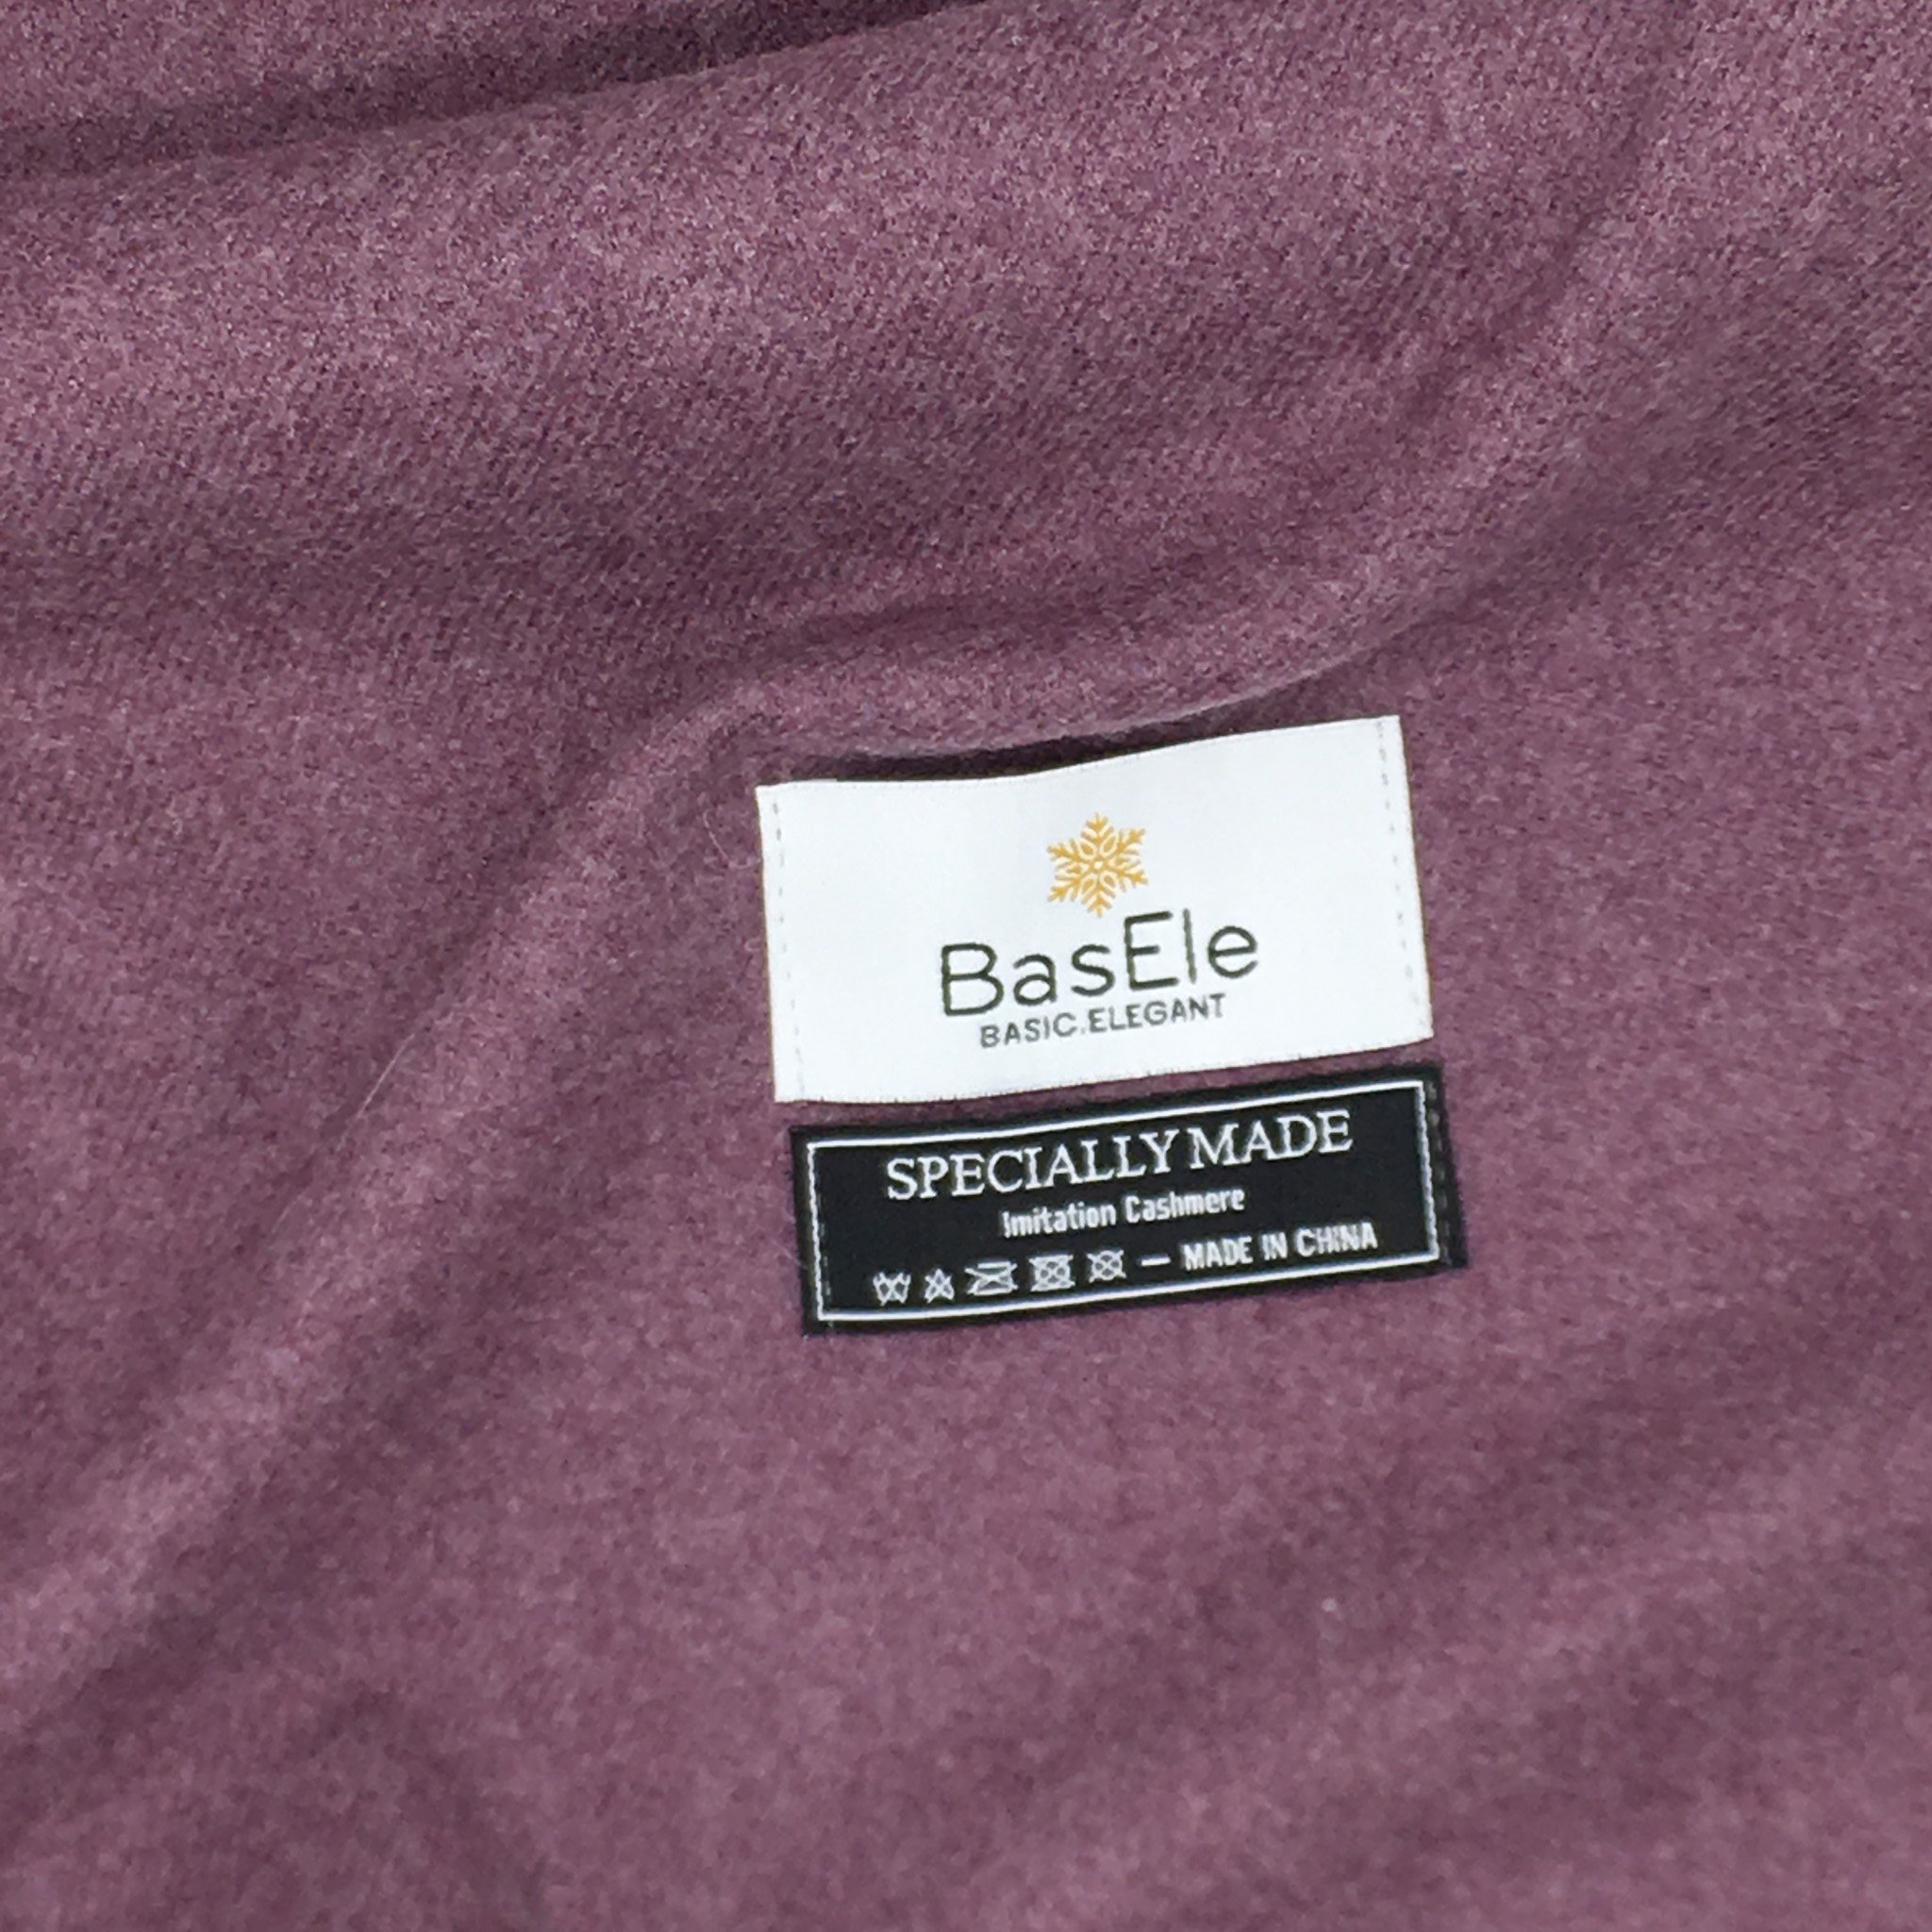 BasEle
BASIC.ELEGANT
SPECIALLY MADE
Imitation Cashmere
— MADE IN CHINA